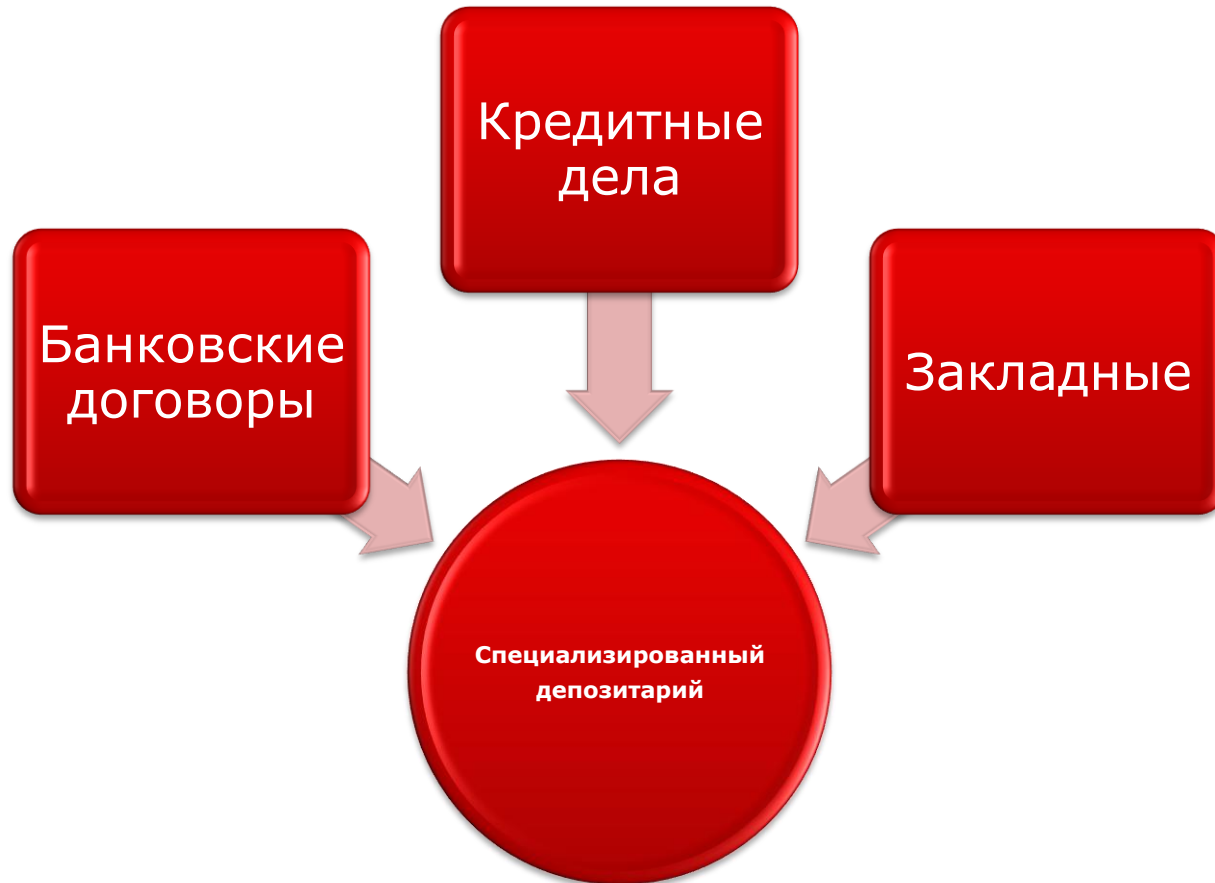 Кредитные
дела
Банковские
договоры
Закладные
Специализированный
депозитарий